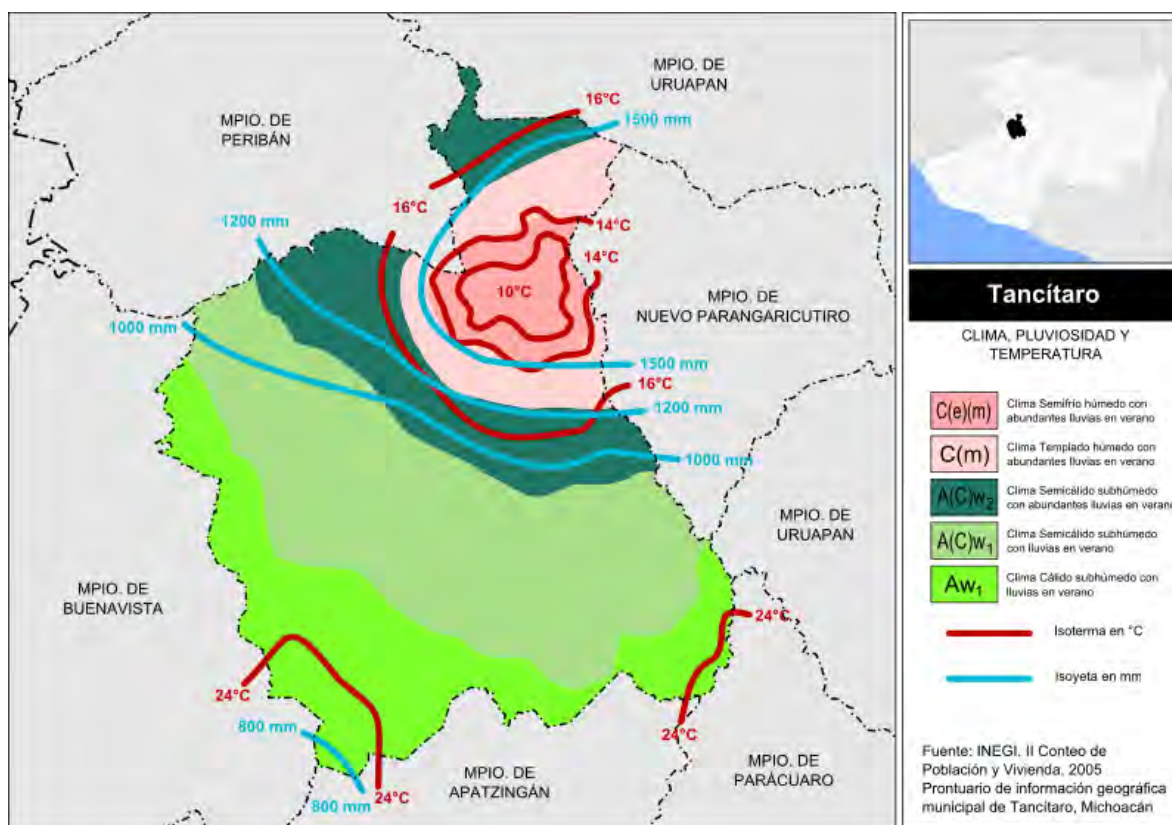 MPIO. DE
URUAPAN
16°C
1500 mm
MPIO. DE
PERIBÁN
16°C
1200 mm
14°C
14°C
10°C
1000 mm
MPIO. DE
NUEVO PARANGARICUTIRO
1500 mm
16°C
1200 mm
1000 mm
MPIO. DE
URUAPAN
MPIO. DE
BUENAVISTA
24°C
24°C
800 mm
24°C
MPIO. DE
PARÁCUARO
MPIO. DE
APATZINGÁN
24°C
800 mm
Tancítaro
CLIMA, PLUVIOSIDAD Y
TEMPERATURA
C(e)(m)
Clima Semifrío húmedo con
abundantes lluvias en verano
C(m)
Clima Templado húmedo con
abundantes lluvias en verano
A(C)w2
Clima Semicálido subhúmedo
con abundantes lluvias en verano
A(C)w1
Clima Semicálido subhúmedo
con lluvias en verano
Aw1
Clima Cálido subhúmedo con
lluvias en verano
Isoterma en °C
Isoyeta en mm
Fuente: INEGI. II Conteo de
Población y Vivienda, 2005
Prontuario de información geográfica
municipal de Tancítaro, Michoacán